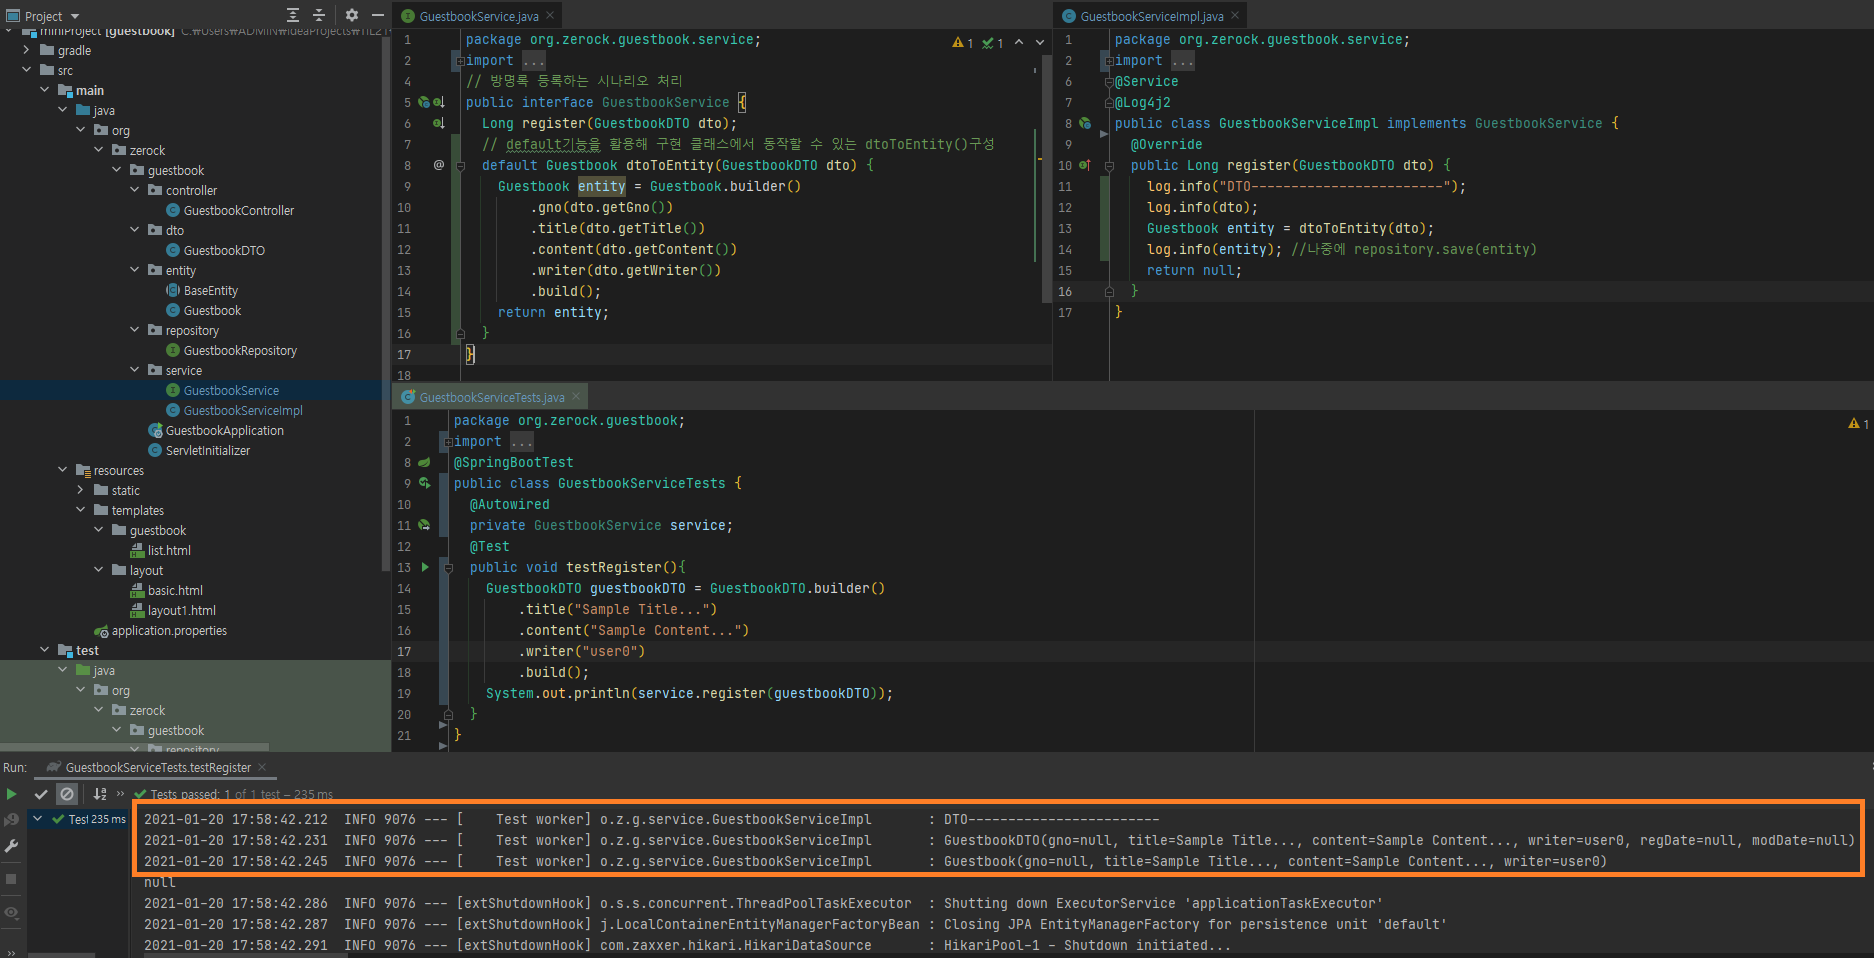 Project
miniProject [guestbook] C:\Users\ADMIN\IdeaProjects\TIL21
gradle
src
main
java
org
zerock
guestbook
controller
GuestbookController
dto
GuestbookDTO
entity
BaseEntity
Guestbook
repository
GuestbookRepository
service
GuestbookService
GuestbookServiceImpl
GuestbookApplication
ServletInitializer
resources
static
templates
guestbook
list.html
layout
basic.html
layout1.html
application.properties
test
java
org
zerock
guestbook
repository
GuestbookService.java
1 package org.zerock.guestbook.service;
2 import ...
4 // 방명록 등록하는 시나리오 처리
5 public interface GuestbookService {
6 Long register(GuestbookDTO dto);
7 // default기능을 활용해 구현 클래스에서 동작할 수 있는 dtoToEntity()구성
8 @ default Guestbook dtoToEntity(GuestbookDTO dto) {
9 Guestbook entity = Guestbook.builder()
10 .gno(dto.getGno())
11 .title(dto.getTitle())
12 .content(dto.getContent())
13 .writer(dto.getWriter())
14 .build();
15 return entity;
16 }
17 }
18
1 1
GuestbookServiceImpl.java
1 package org.zerock.guestbook.service;
2 import ...
6 @Service
7 @Log4j2
8 public class GuestbookServiceImpl implements GuestbookService {
9 @Override
10 public Long register(GuestbookDTO dto) {
11 log.info("DTO------------------------");
12 log.info(dto);
13 Guestbook entity = dtoToEntity(dto);
14 log.info(entity); //나중에 repository.save(entity)
15 return null;
16 }
17 }
GuestbookServiceTests.java
1 package org.zerock.guestbook;
2 import ...
8 @SpringBootTest
9 public class GuestbookServiceTests {
10 @Autowired
11 private GuestbookService service;
12 @Test
13 public void testRegister(){
14 GuestbookDTO guestbookDTO = GuestbookDTO.builder()
15 .title("Sample Title...")
16 .content("Sample Content...")
17 .writer("user0")
18 .build();
19 System.out.println(service.register(guestbookDTO));
20 }
21 }
1
Run: GuestbookServiceTests.testRegister
Tests passed: 1 of 1 test – 235 ms
Test 235 ms
2021-01-20 17:58:42.212 INFO 9076 --- [ Test worker] o.z.g.service.GuestbookServiceImpl : DTO------------------------
2021-01-20 17:58:42.231 INFO 9076 --- [ Test worker] o.z.g.service.GuestbookServiceImpl : GuestbookDTO(gno=null, title=Sample Title..., content=Sample Content..., writer=user0, regDate=null, modDate=null)
2021-01-20 17:58:42.245 INFO 9076 --- [ Test worker] o.z.g.service.GuestbookServiceImpl : Guestbook(gno=null, title=Sample Title..., content=Sample Content..., writer=user0)
null
2021-01-20 17:58:42.286 INFO 9076 --- [extShutdownHook] o.s.s.concurrent.ThreadPoolTaskExecutor : Shutting down ExecutorService 'applicationTaskExecutor'
2021-01-20 17:58:42.287 INFO 9076 --- [extShutdownHook] j.LocalContainerEntityManagerFactoryBean : Closing JPA EntityManagerFactory for persistence unit 'default'
2021-01-20 17:58:42.291 INFO 9076 --- [extShutdownHook] com.zaxxer.hikari.HikariDataSource : HikariPool-1 - Shutdown initiated...